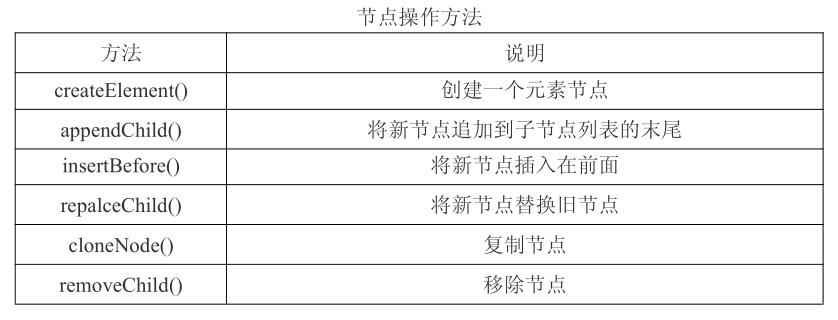 节点操作方法
方法 说明
createElement() 创建一个元素节点
appendChild() 将新节点追加到子节点列表的末尾
insertBefore() 将新节点插入在前面
repalceChild() 将新节点替换旧节点
cloneNode() 复制节点
removeChild() 移除节点